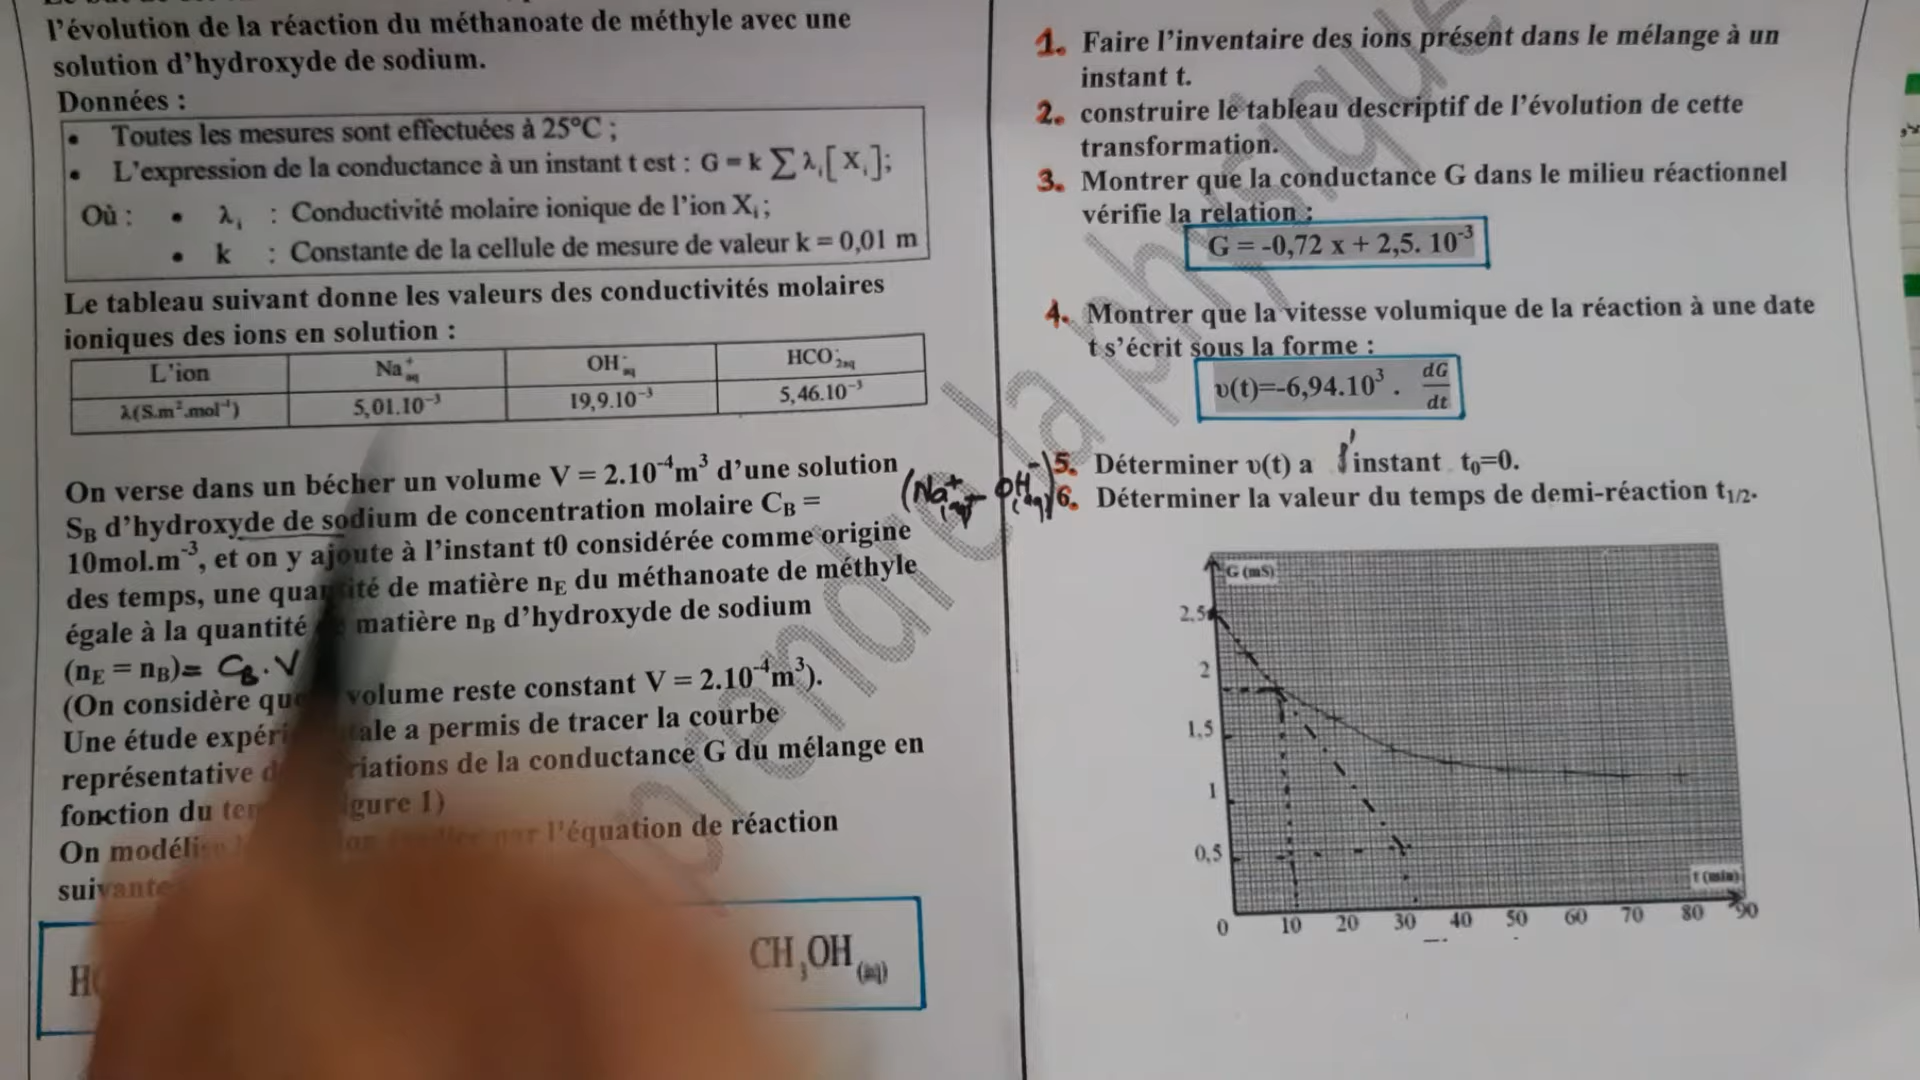 l'évolution de la réaction du méthanoate de méthyle avec une
solution d'hydroxyde de sodium.
Données :
• Toutes les mesures sont effectuées à 25°C ;
• L'expression de la conductance à un instant t est : G = k ∑ λᵢ[Xᵢ];
Où : • λᵢ : Conductivité molaire ionique de l'ion Xᵢ;
• k : Constante de la cellule de mesure de valeur k = 0,01 m
Le tableau suivant donne les valeurs des conductivités molaires
ioniques des ions en solution :
L'ion Na⁺aq OH⁻aq HCO₂⁻aq
λ(S.m².mol⁻¹) 5,01.10⁻³ 19,9.10⁻³ 5,46.10⁻³
On verse dans un bécher un volume V = 2.10⁻⁴m³ d'une solution
S_B d'hydroxyde de sodium de concentration molaire C_B =
10mol.m⁻³, et on y ajoute à l'instant t0 considérée comme origine
des temps, une quantité de matière n_E du méthanoate de méthyle
égale à la quantité matière n_B d'hydroxyde de sodium
(n_E = n_B)= C_B.V
(On considère que volume reste constant V = 2.10⁻⁴m³).
Une étude a permis de tracer la courbe
représentative de la conductance G du mélange en
fonction du
On par l'équation de réaction
suivante
CH₃OH(aq)
1. Faire l'inventaire des ions présent dans le mélange à un
instant t.
2. construire le tableau descriptif de l'évolution de cette
transformation.
3. Montrer que la conductance G dans le milieu réactionnel
vérifie la relation :
G = -0,72 x + 2,5. 10⁻³
4. Montrer que la vitesse volumique de la réaction à une date
t s'écrit sous la forme :
υ(t)=-6,94.10³ . dG/dt
(Na⁺(aq) + OH⁻(aq))
5. Déterminer υ(t) a l'instant t₀=0.
6. Déterminer la valeur du temps de demi-réaction t₁/₂.
G (mS)
2,5
2
1,5
1
0,5
t (min)
0 10 20 30 40 50 60 70 80 90